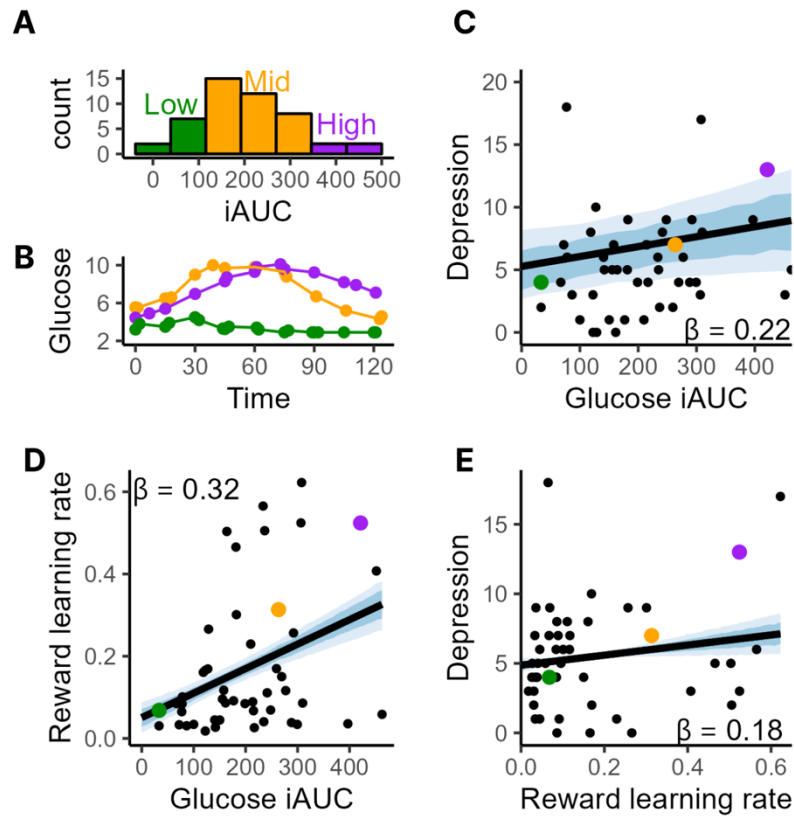 A
count
15
10
5
0
Low
Mid
High
0 100 200 300 400 500
iAUC
B
Glucose
10
6
2
0 30 60 90 120
Time
C
Depression
20
15
10
5
0
β = 0.22
0 100 200 300 400
Glucose iAUC
D
Reward learning rate
0.6
0.4
0.2
0.0
β = 0.32
0 100 200 300 400
Glucose iAUC
E
Depression
15
10
5
0
β = 0.18
0.0 0.2 0.4 0.6
Reward learning rate